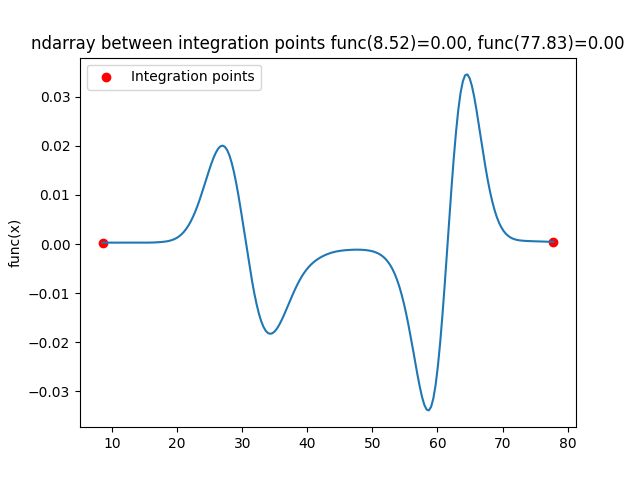 ndarray between integration points func(8.52)=0.00, func(77.83)=0.00
Integration points
func(x)
0.03
0.02
0.01
0.00
−0.01
−0.02
−0.03
10 20 30 40 50 60 70 80